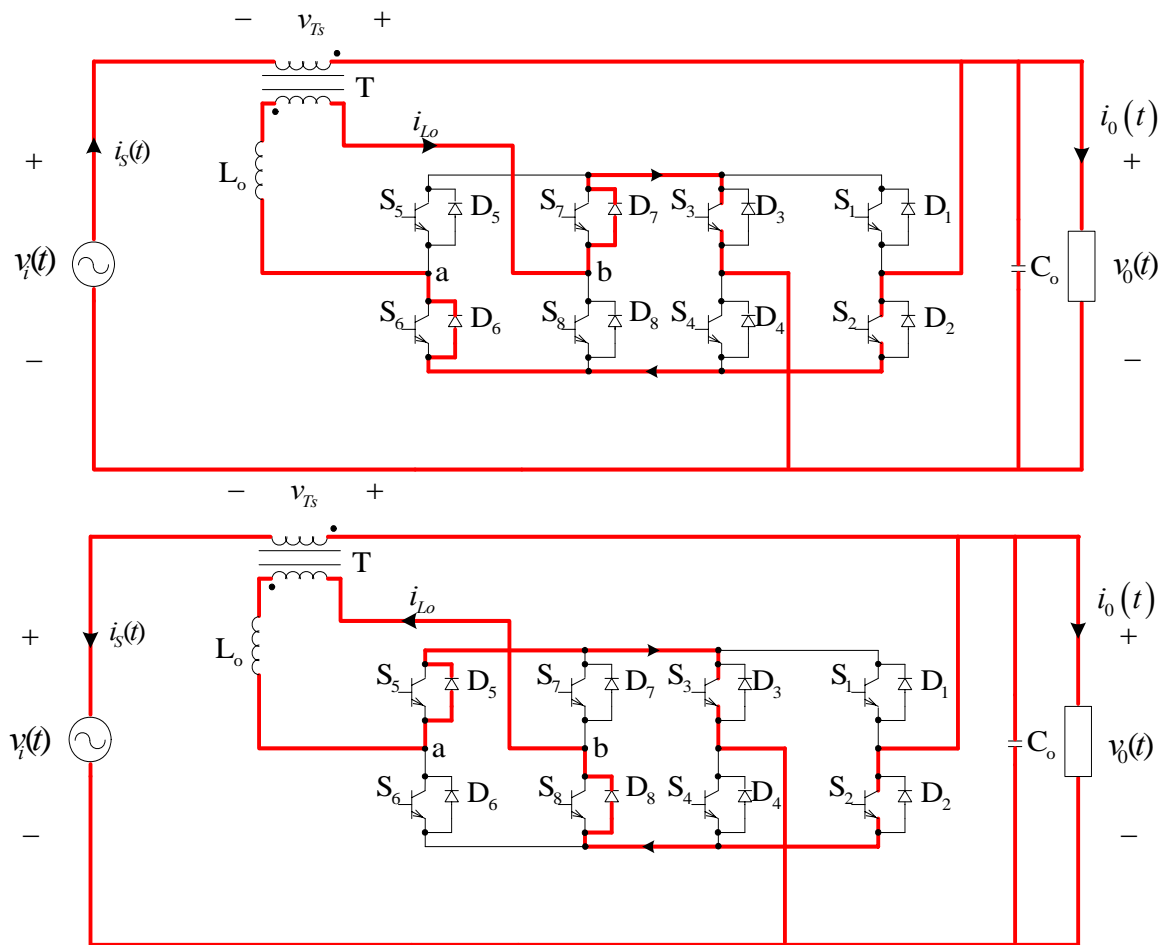 − v_Ts +
T
i_Lo
i_0(t)
+ i_S(t) +
L_o
S_5 D_5 S_7 D_7 S_3 D_3 S_1 D_1
v_i(t) a b C_o v_0(t)
S_6 D_6 S_8 D_8 S_4 D_4 S_2 D_2
− −
− v_Ts +
T
i_Lo
i_0(t)
+ i_S(t) +
L_o
S_5 D_5 S_7 D_7 S_3 D_3 S_1 D_1
v_i(t) a b C_o v_0(t)
S_6 D_6 S_8 D_8 S_4 D_4 S_2 D_2
− −